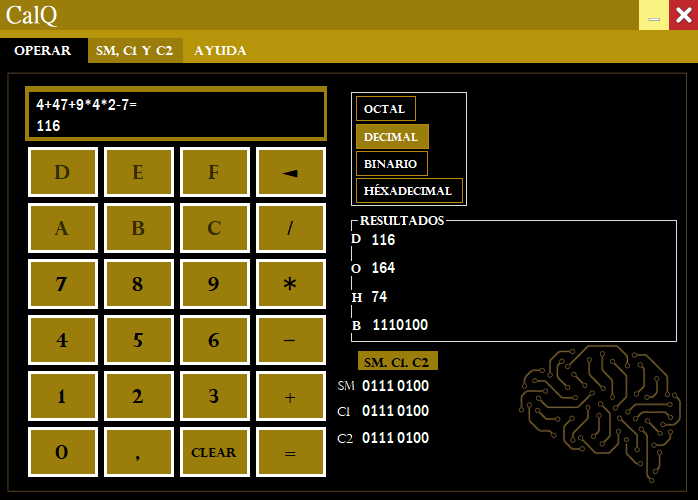 CalQ
OPERAR SM, C1 Y C2 AYUDA
4+47+9*4*2-7=
116
D E F ◄
A B C /
7 8 9 *
4 5 6 −
1 2 3 +
0 , CLEAR =
OCTAL
DECIMAL
BINARIO
HÉXADECIMAL
RESULTADOS
D 116
O 164
H 74
B 1110100
SM. C1. C2
SM 0111 0100
C1 0111 0100
C2 0111 0100